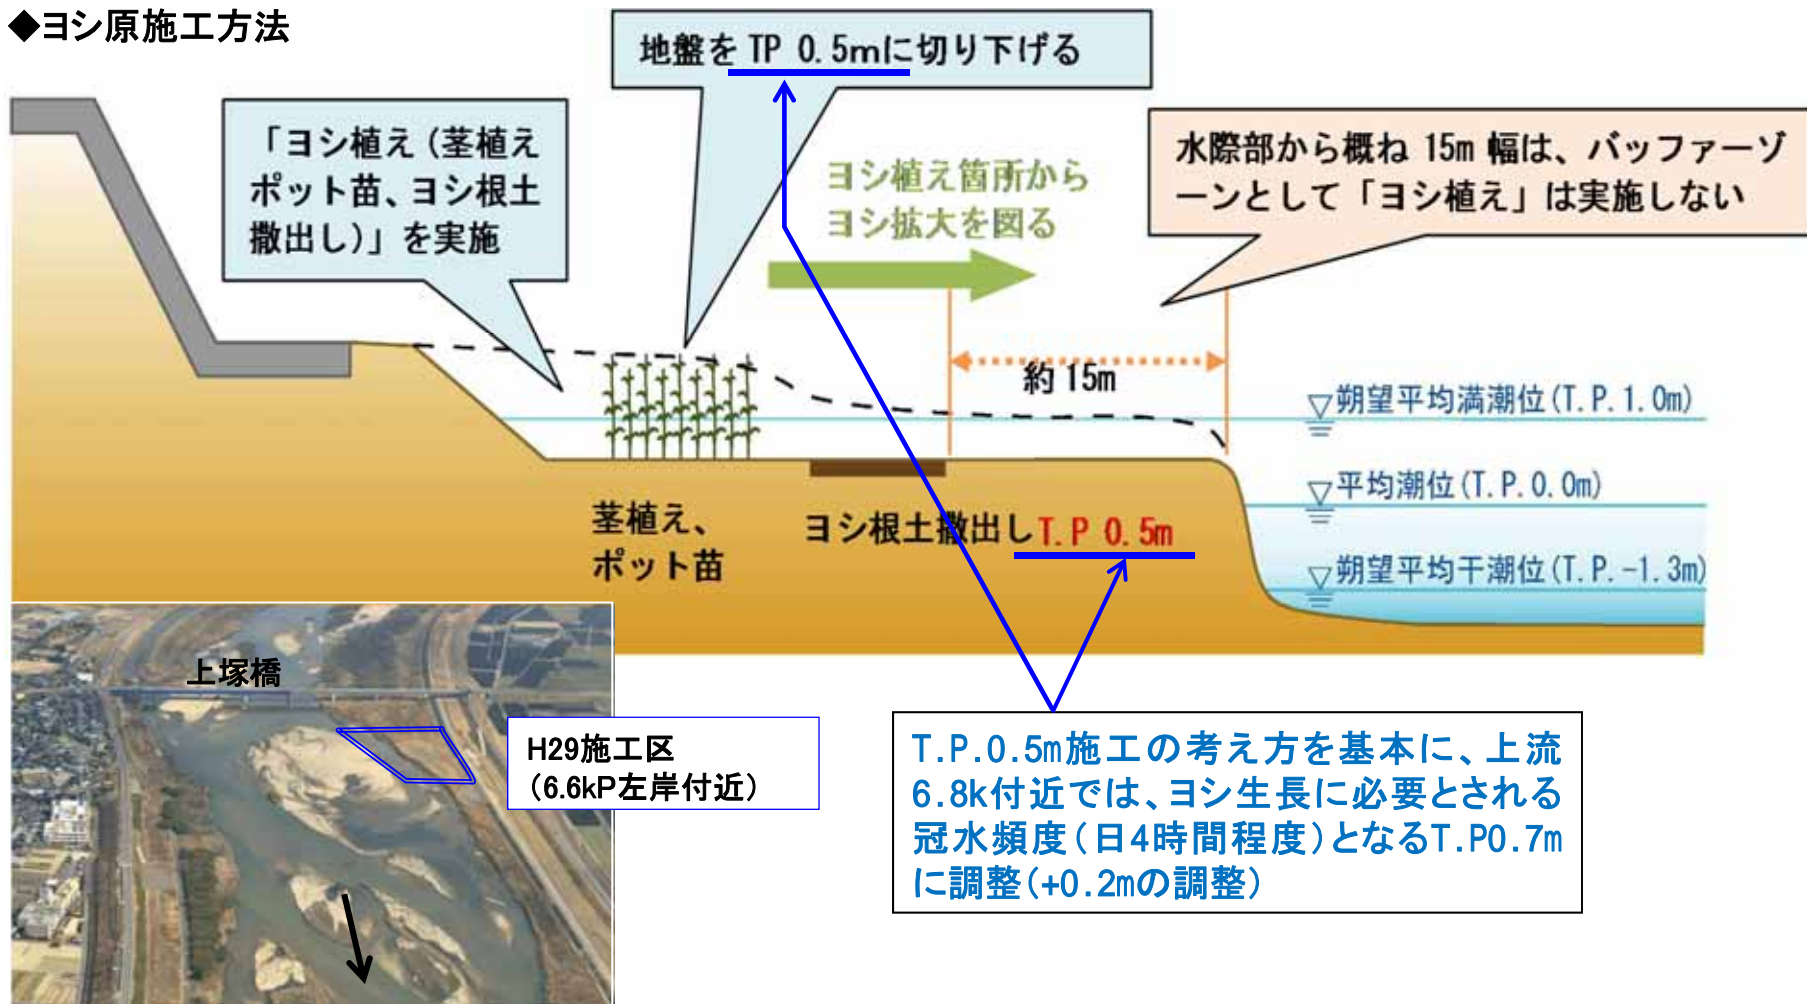 ◆ヨシ原施工方法
地盤を TP 0.5mに切り下げる
「ヨシ植え（茎植え
ポット苗、ヨシ根土
撒出し）」を実施
水際部から概ね 15m 幅は、バッファーゾ
ーンとして「ヨシ植え」は実施しない
ヨシ植え箇所から
ヨシ拡大を図る
約 15m
朔望平均満潮位(T.P.1.0m)
平均潮位(T.P.0.0m)
朔望平均干潮位(T.P.-1.3m)
茎植え、
ポット苗
ヨシ根土撒出し
T.P 0.5m
上塚橋
H29施工区
（6.6kP左岸付近）
T.P.0.5m施工の考え方を基本に、上流
6.8k付近では、ヨシ生長に必要とされる
冠水頻度（日4時間程度）となるT.P0.7m
に調整（+0.2mの調整）